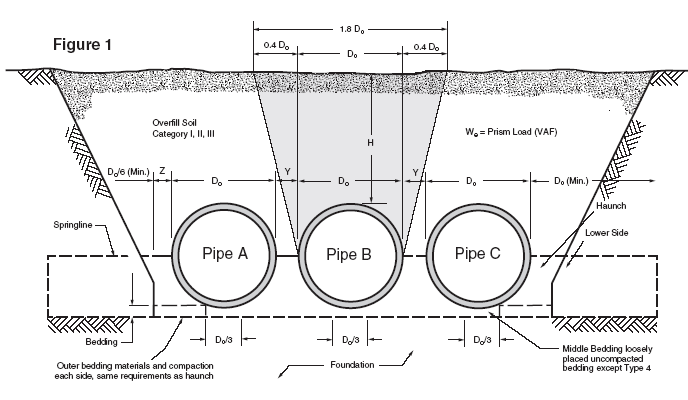 Figure 1
1.8 Do
0.4 Do
Do
0.4 Do
Overfill Soil
Category I, II, III
H
We = Prism Load (VAF)
Do/6 (Min.)
Z
Do
Y
Do
Y
Do
Do (Min.)
Haunch
Springline
Lower Side
Pipe A
Pipe B
Pipe C
Bedding
Do/3
Do/3
Do/3
Outer bedding materials and compaction
each side, same requirements as haunch
Foundation
Middle Bedding loosely
placed uncompacted
bedding except Type 4